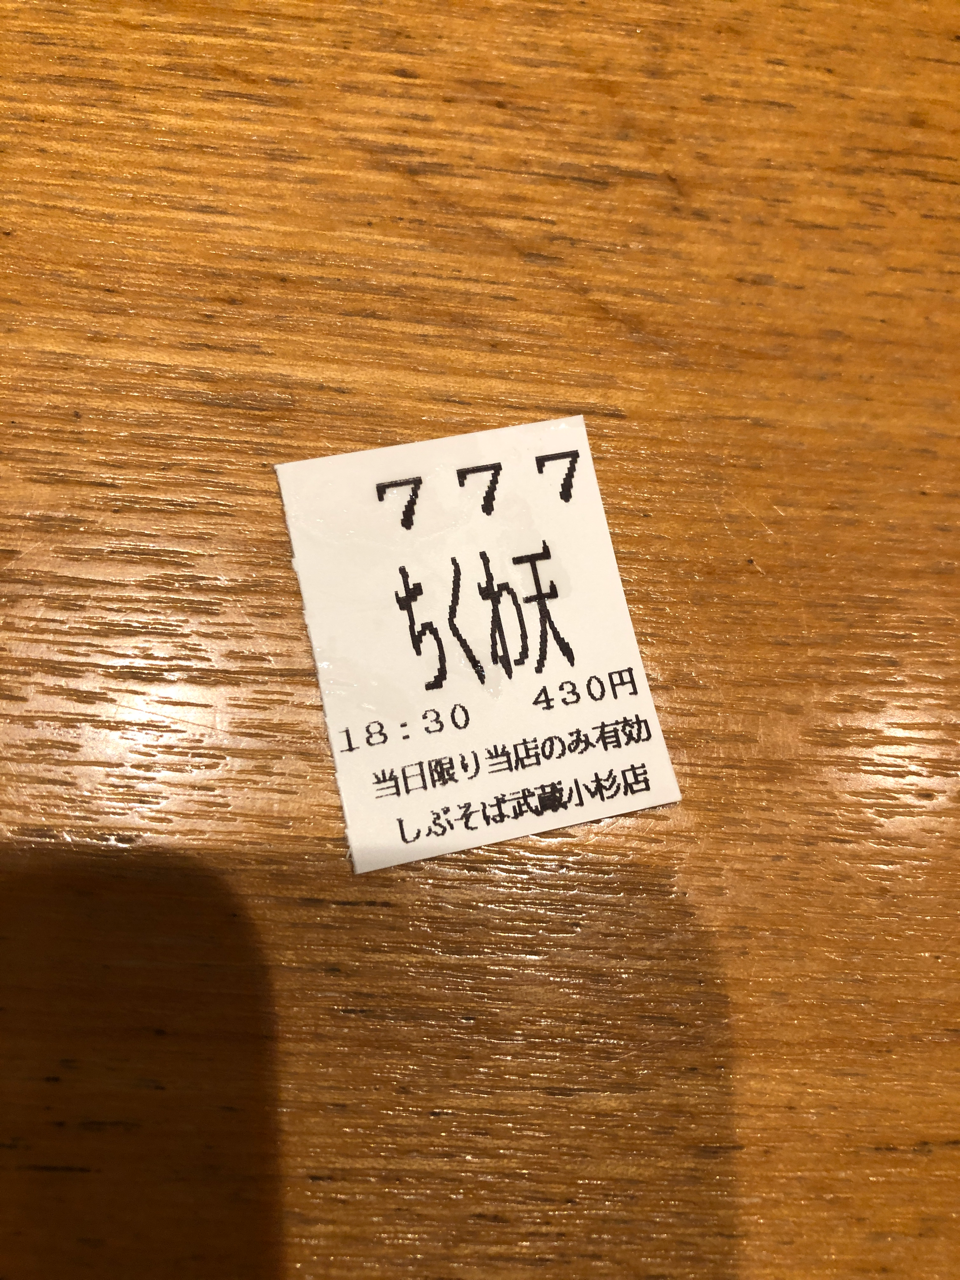 777
ちくわ天
18:30 430円
当日限り当店のみ有効
しぶそば武蔵小杉店